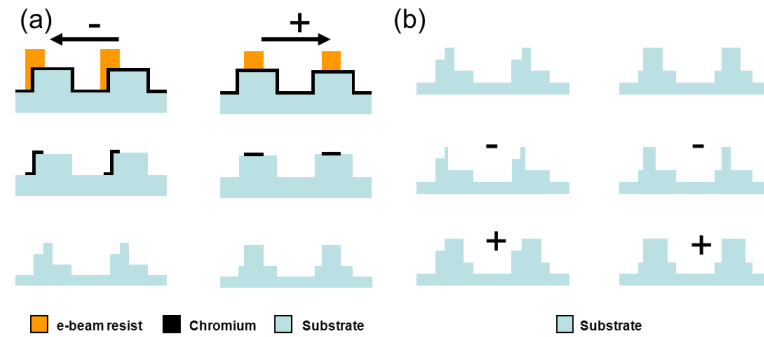 (a)
-
+
(b)
-
-
+
+
e-beam resist
Chromium
Substrate
Substrate